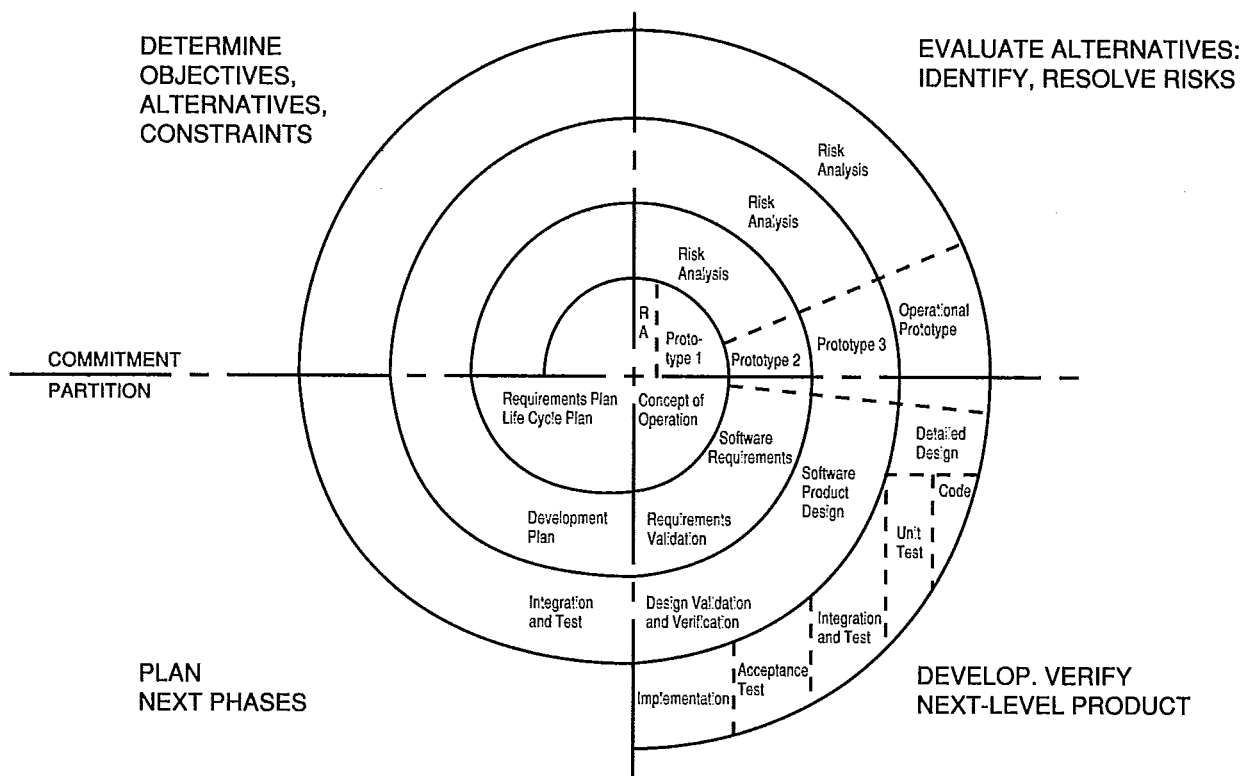 DETERMINE
OBJECTIVES,
ALTERNATIVES,
CONSTRAINTS
EVALUATE ALTERNATIVES:
IDENTIFY, RESOLVE RISKS
Risk
Analysis
Risk
Analysis
Risk
Analysis
R
A
Proto-
type 1
Prototype 2
Prototype 3
Operational
Prototype
COMMITMENT
PARTITION
Requirements Plan
Life Cycle Plan
Concept of
Operation
Software
Requirements
Software
Product
Design
Detailed
Design
Code
Unit
Test
Development
Plan
Requirements
Validation
Integration
and Test
Design Validation
and Verification
Integration
and Test
Acceptance
Test
Implementation
PLAN
NEXT PHASES
DEVELOP. VERIFY
NEXT-LEVEL PRODUCT